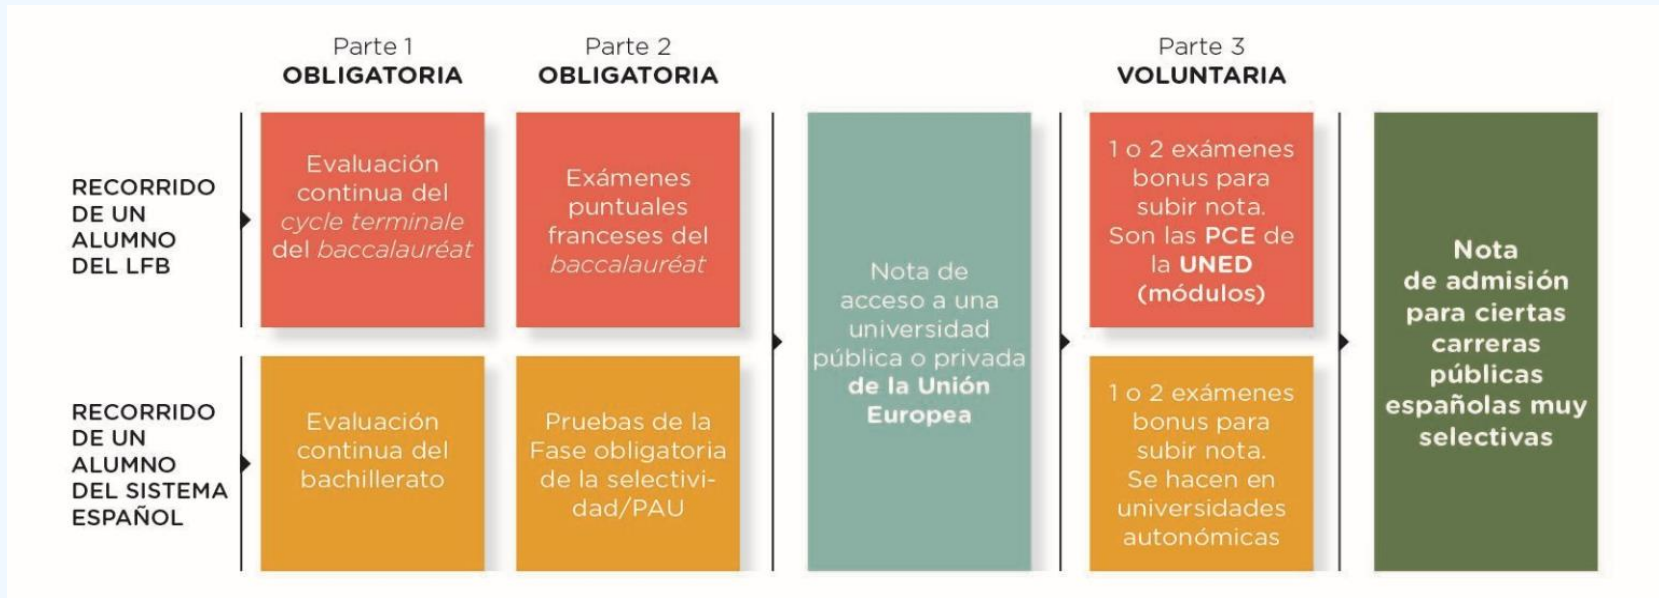 Parte 1
OBLIGATORIA
Parte 2
OBLIGATORIA
Parte 3
VOLUNTARIA
RECORRIDO
DE UN
ALUMNO
DEL LFB
Evaluación
continua del
cycle terminale
del baccalauréat
Exámenes
puntuales
franceses del
baccalauréat
Nota de
acceso a una
universidad
pública o privada
de la Unión
Europea
1 o 2 exámenes
bonus para
subir nota.
Son las PCE de
la UNED
(módulos)
Nota
de admisión
para ciertas
carreras
públicas
españolas muy
selectivas
RECORRIDO
DE UN
ALUMNO
DEL SISTEMA
ESPAÑOL
Evaluación
continua del
bachillerato
Pruebas de la
Fase obligatoria
de la selectivi-
dad/PAU
1 o 2 exámenes
bonus para
subir nota.
Se hacen en
universidades
autonómicas